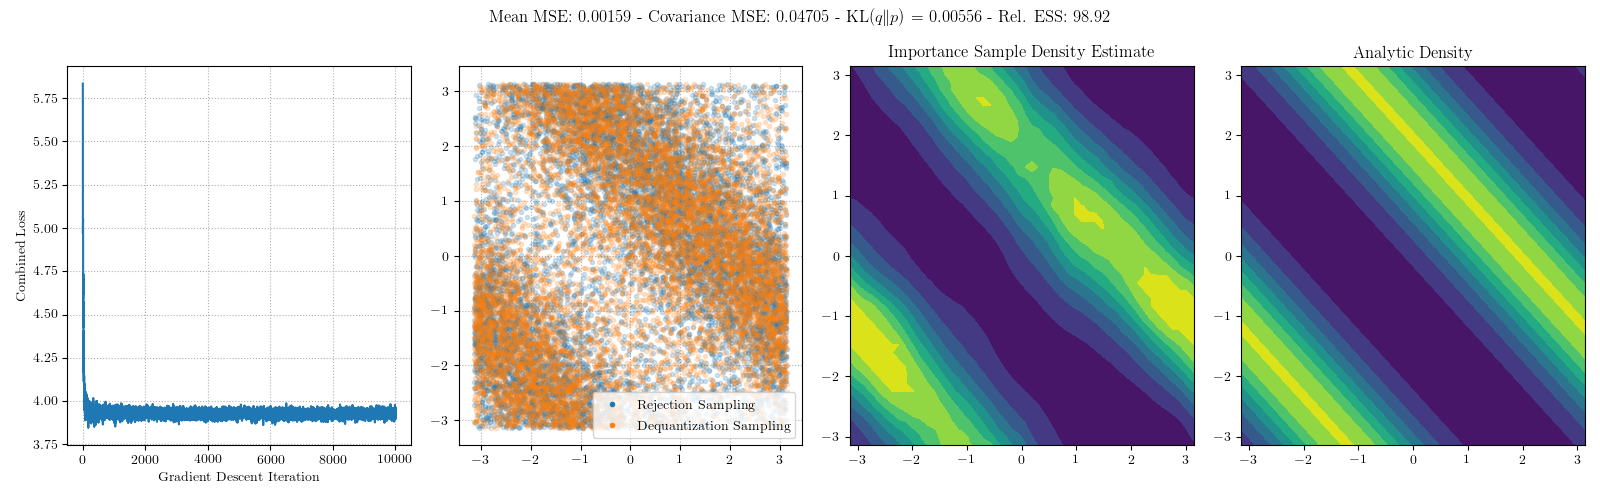 Mean MSE: 0.00159 - Covariance MSE: 0.04705 - KL(q‖p) = 0.00556 - Rel. ESS: 98.92
Combined Loss
5.75
5.50
5.25
5.00
4.75
4.50
4.25
4.00
3.75
0 2000 4000 6000 8000 10000
Gradient Descent Iteration
3
2
1
0
−1
−2
−3
−3 −2 −1 0 1 2 3
Rejection Sampling
Dequantization Sampling
Importance Sample Density Estimate
3
2
1
0
−1
−2
−3
−3 −2 −1 0 1 2 3
Analytic Density
3
2
1
0
−1
−2
−3
−3 −2 −1 0 1 2 3